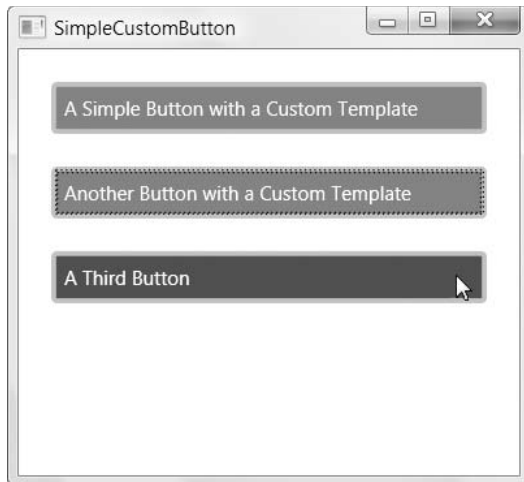 SimpleCustomButton
A Simple Button with a Custom Template
Another Button with a Custom Template
A Third Button